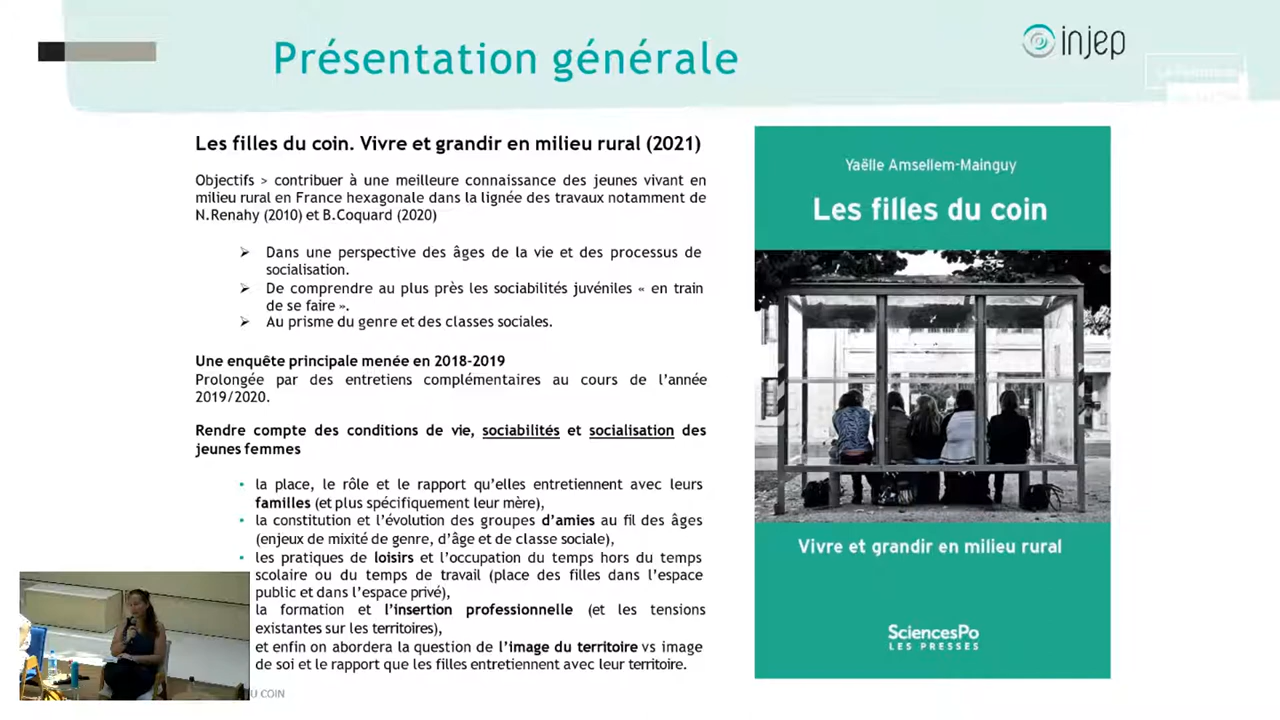 Présentation générale
injep
Les filles du coin. Vivre et grandir en milieu rural (2021)
Objectifs > contribuer à une meilleure connaissance des jeunes vivant en
milieu rural en France hexagonale dans la lignée des travaux notamment de
N.Renahy (2010) et B.Coquard (2020)
Dans une perspective des âges de la vie et des processus de
socialisation.
De comprendre au plus près les sociabilités juvéniles « en train
de se faire ».
Au prisme du genre et des classes sociales.
Une enquête principale menée en 2018-2019
Prolongée par des entretiens complémentaires au cours de l'année
2019/2020.
Rendre compte des conditions de vie, sociabilités et socialisation des
jeunes femmes
• la place, le rôle et le rapport qu'elles entretiennent avec leurs
familles (et plus spécifiquement leur mère),
• la constitution et l'évolution des groupes d'amies au fil des âges
(enjeux de mixité de genre, d'âge et de classe sociale),
• les pratiques de loisirs et l'occupation du temps hors du temps
scolaire ou du temps de travail (place des filles dans l'espace
public et dans l'espace privé),
la formation et l'insertion professionnelle (et les tensions
existantes sur les territoires),
et enfin on abordera la question de l'image du territoire vs image
de soi et le rapport que les filles entretiennent avec leur territoire.
U COIN
Yaëlle Amsellem-Mainguy
Les filles du coin
Vivre et grandir en milieu rural
SciencesPo
LES PRESSES